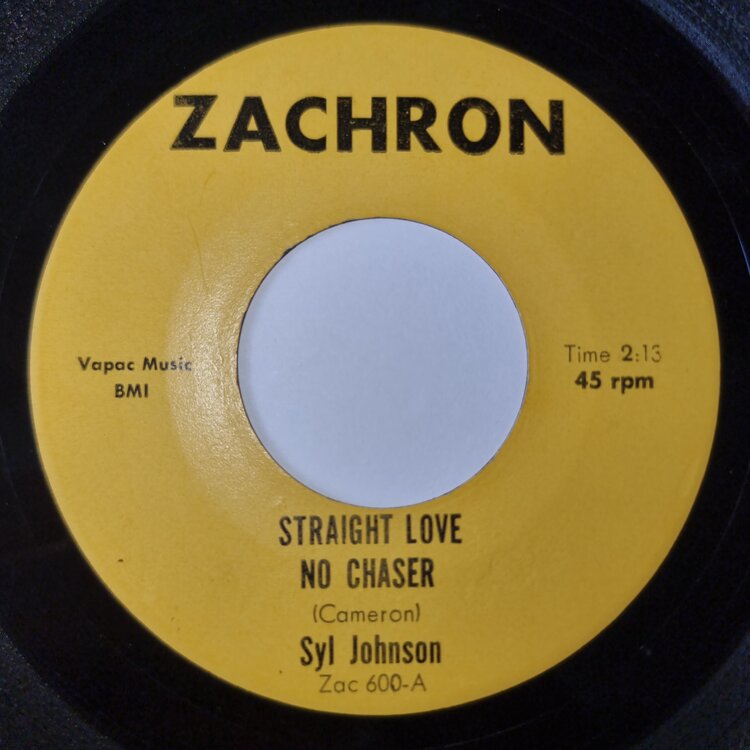 ZACHRON
Vapac Music
BMI
Time 2:13
45 rpm
STRAIGHT LOVE
NO CHASER
(Cameron)
Syl Johnson
Zac 600-A